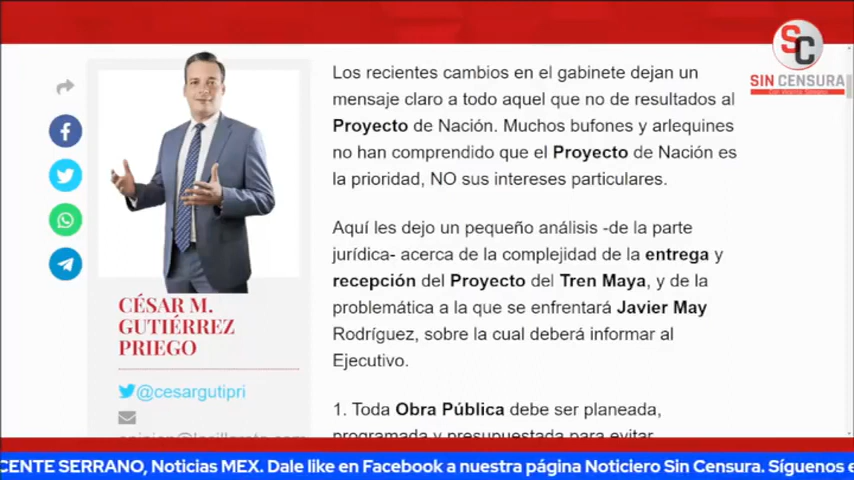 SC
SIN CENSURA
Los recientes cambios en el gabinete dejan un
mensaje claro a todo aquel que no de resultados al
Proyecto de Nación. Muchos bufones y arlequines
no han comprendido que el Proyecto de Nación es
la prioridad, NO sus intereses particulares.
Aquí les dejo un pequeño análisis -de la parte
jurídica- acerca de la complejidad de la entrega y
recepción del Proyecto del Tren Maya, y de la
problemática a la que se enfrentará Javier May
Rodríguez, sobre la cual deberá informar al
Ejecutivo.
1. Toda Obra Pública debe ser planeada,
programada y presupuestada para evitar
CÉSAR M.
GUTIÉRREZ
PRIEGO
@cesargutipri
CENTE SERRANO, Noticias MEX. Dale like en Facebook a nuestra página Noticiero Sin Censura. Síguenos e